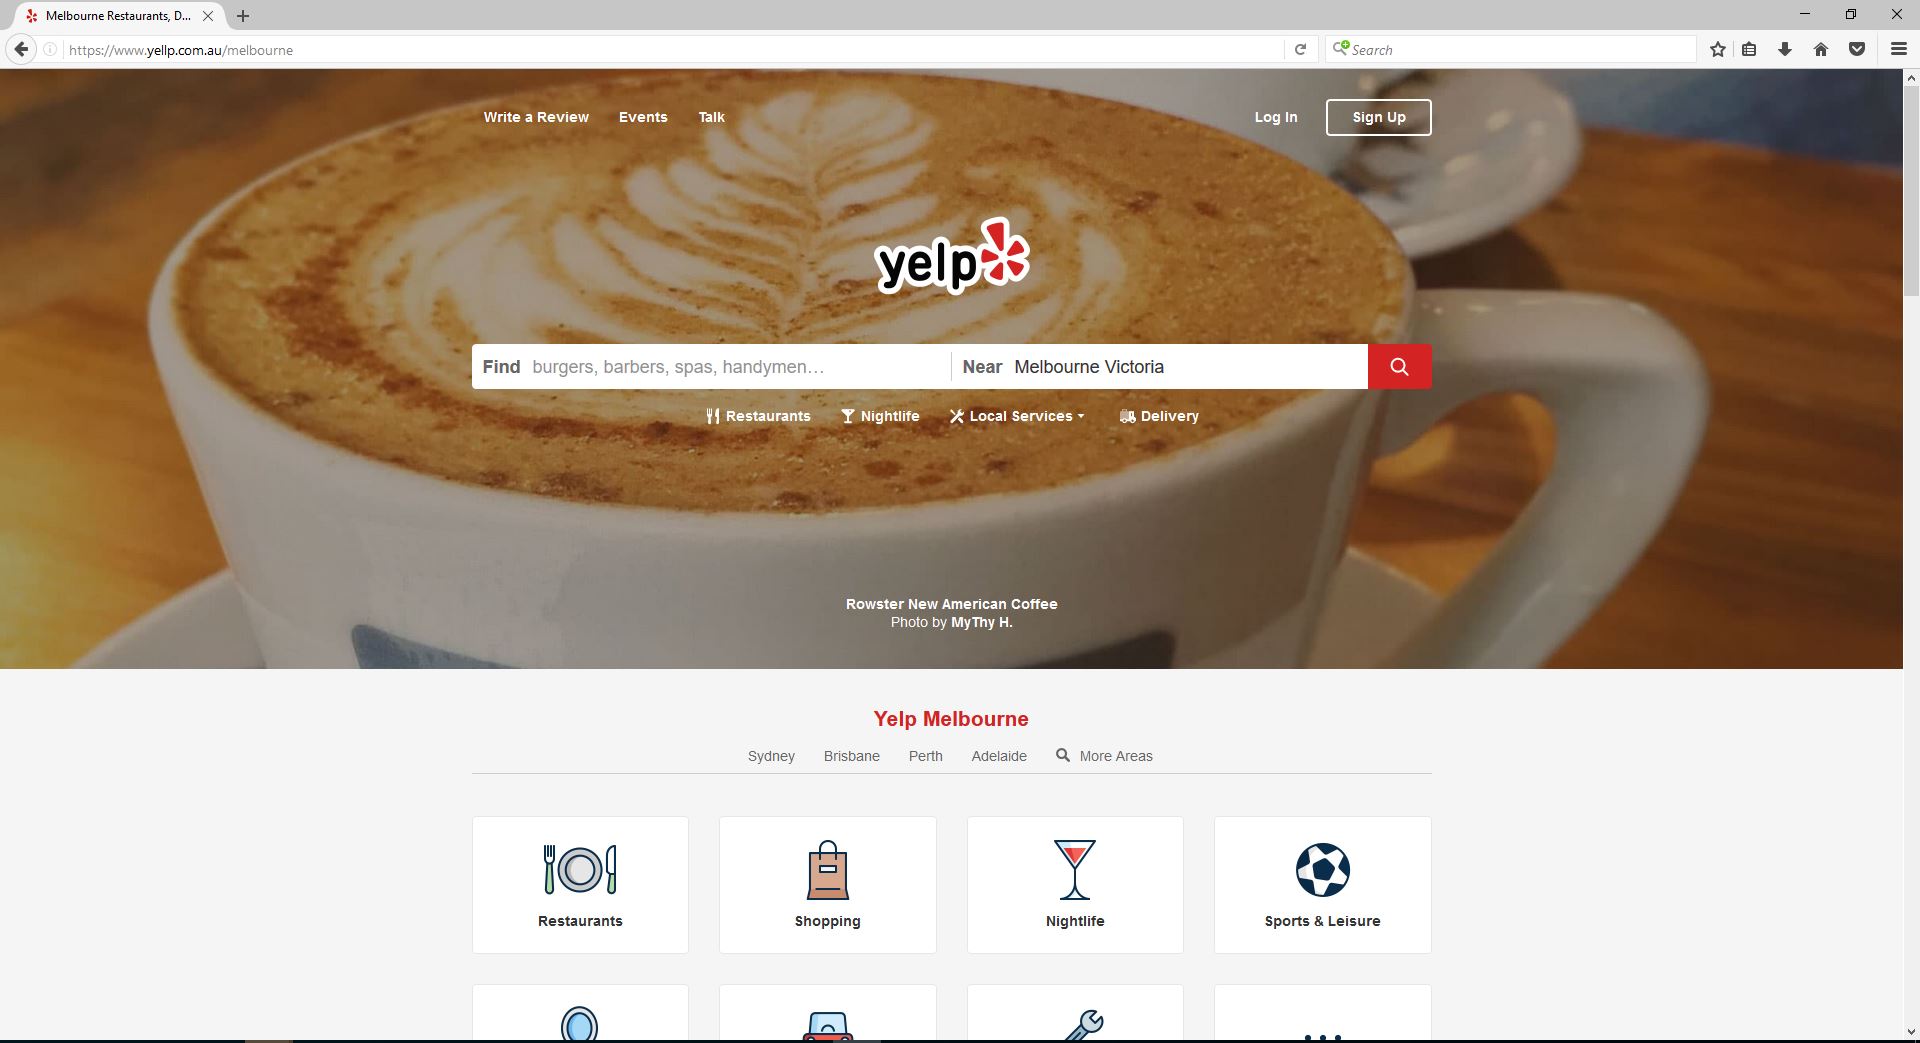 Melbourne Restaurants, D...
https://www.yellp.com.au/melbourne
Search
Write a Review Events Talk Log In Sign Up
yelp
Find burgers, barbers, spas, handymen… Near Melbourne Victoria
Restaurants Nightlife Local Services Delivery
Rowster New American Coffee
Photo by MyThy H.
Yelp Melbourne
Sydney Brisbane Perth Adelaide More Areas
Restaurants Shopping Nightlife Sports & Leisure